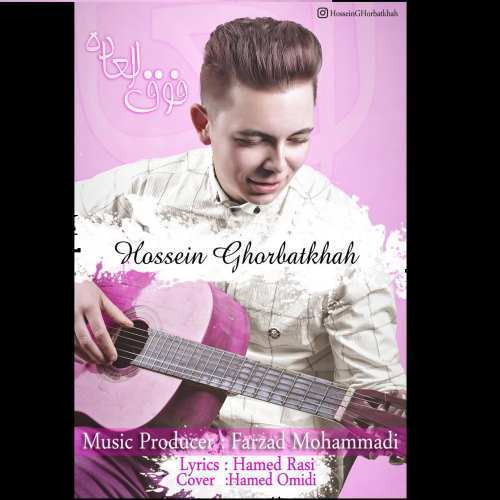 HosseinGHorbatkhah
فوق العاده
Hossein Ghorbatkhah
Music Producer : Farzad Mohammadi
Lyrics : Hamed Rasi
Cover :Hamed Omidi